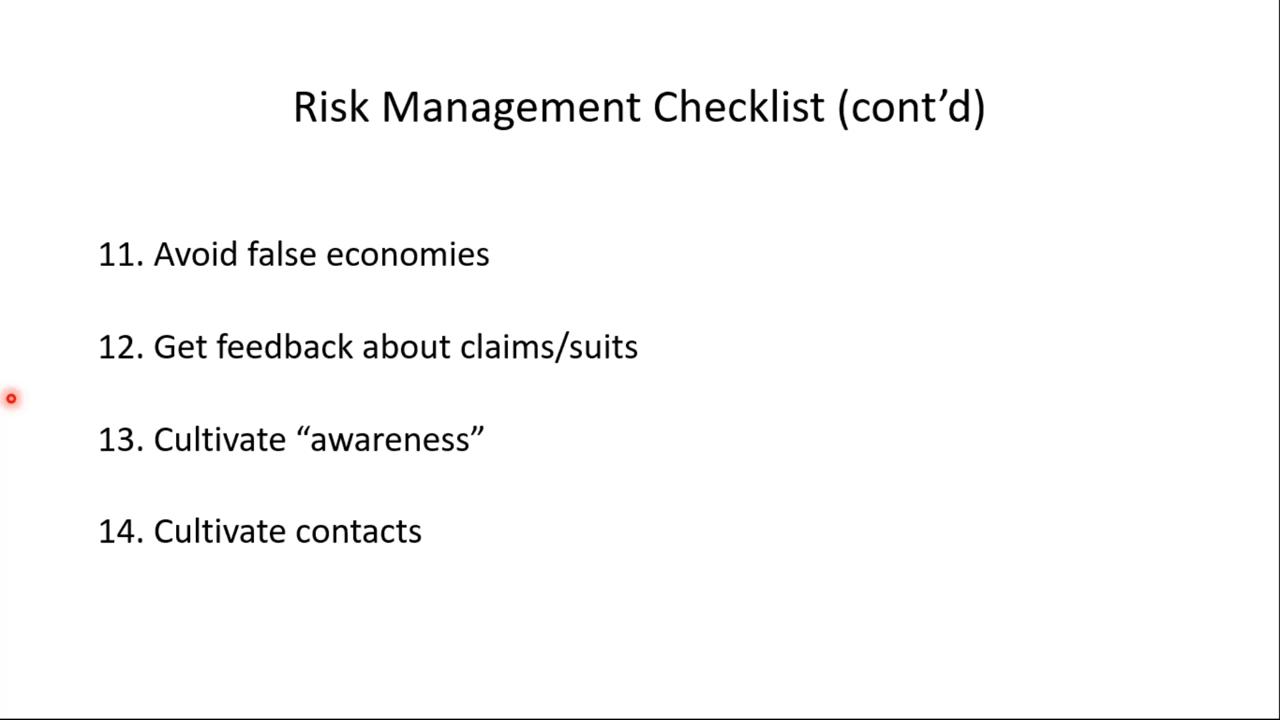 Risk Management Checklist (cont’d)
11. Avoid false economies
12. Get feedback about claims/suits
13. Cultivate “awareness”
14. Cultivate contacts